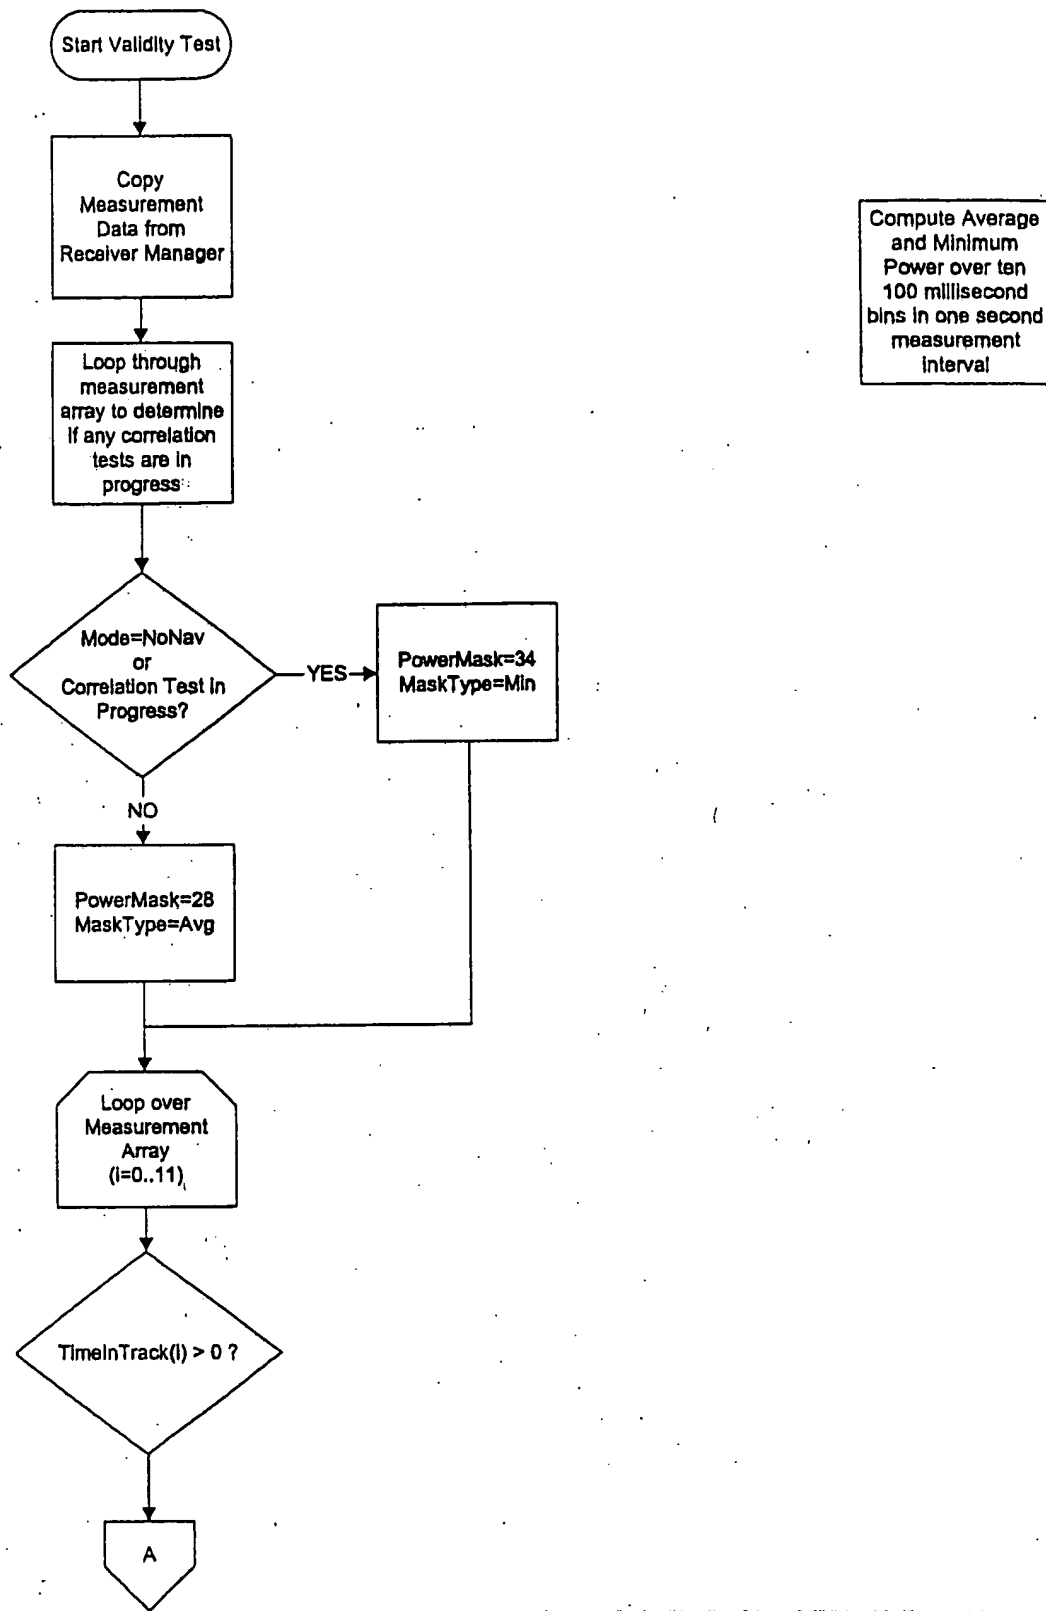 Start Validity Test
Copy
Measurement
Data from
Receiver Manager
Compute Average
and Minimum
Power over ten
100 millisecond
bins in one second
measurement
interval
Loop through
measurement
array to determine
if any correlation
tests are in
progress
Mode=NoNav
or
Correlation Test in
Progress?
YES
PowerMask=34
MaskType=Min
NO
PowerMask=28
MaskType=Avg
Loop over
Measurement
Array
(i=0..11)
TimeInTrack(i) > 0 ?
A